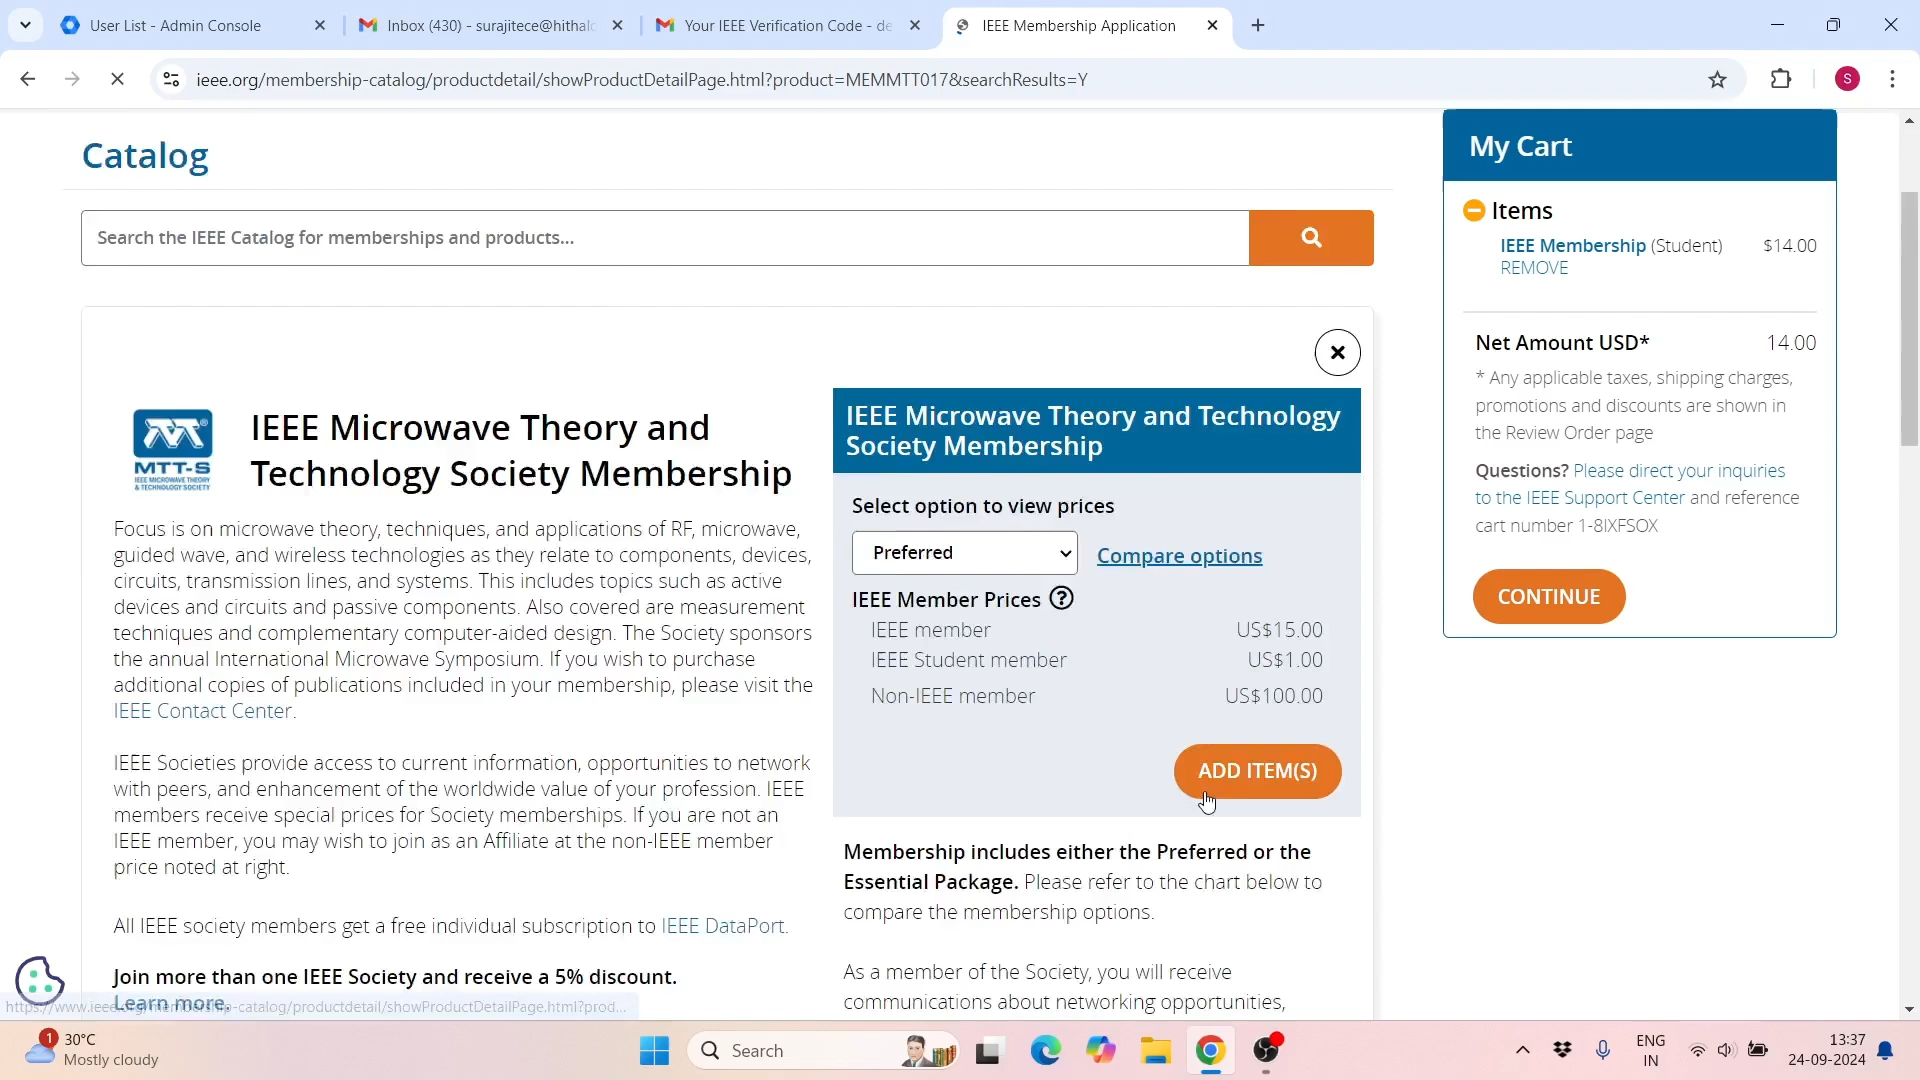 User List - Admin Console
Inbox (430) - surajitece@hithalc
Your IEEE Verification Code - de
IEEE Membership Application
ieee.org/membership-catalog/productdetail/showProductDetailPage.html?product=MEMMTT017&searchResults=Y
S
Catalog
Search the IEEE Catalog for memberships and products...
MTT-S
IEEE MICROWAVE THEORY
& TECHNOLOGY SOCIETY
IEEE Microwave Theory and
Technology Society Membership
Focus is on microwave theory, techniques, and applications of RF, microwave,
guided wave, and wireless technologies as they relate to components, devices,
circuits, transmission lines, and systems. This includes topics such as active
devices and circuits and passive components. Also covered are measurement
techniques and complementary computer-aided design. The Society sponsors
the annual International Microwave Symposium. If you wish to purchase
additional copies of publications included in your membership, please visit the
IEEE Contact Center.
IEEE Societies provide access to current information, opportunities to network
with peers, and enhancement of the worldwide value of your profession. IEEE
members receive special prices for Society memberships. If you are not an
IEEE member, you may wish to join as an Affiliate at the non-IEEE member
price noted at right.
All IEEE society members get a free individual subscription to IEEE DataPort.
Join more than one IEEE Society and receive a 5% discount.
Learn more.
https://www.ieee.org/membership-catalog/productdetail/showProductDetailPage.html?prod...
IEEE Microwave Theory and Technology
Society Membership
Select option to view prices
Preferred
Compare options
IEEE Member Prices ?
IEEE member US$15.00
IEEE Student member US$1.00
Non-IEEE member US$100.00
ADD ITEM(S)
Membership includes either the Preferred or the
Essential Package. Please refer to the chart below to
compare the membership options.
As a member of the Society, you will receive
communications about networking opportunities,
My Cart
Items
IEEE Membership (Student) $14.00
REMOVE
Net Amount USD* 14.00
* Any applicable taxes, shipping charges,
promotions and discounts are shown in
the Review Order page
Questions? Please direct your inquiries
to the IEEE Support Center and reference
cart number 1-8IXFSOX
CONTINUE
1
30°C
Mostly cloudy
Search
ENG
IN
13:37
24-09-2024